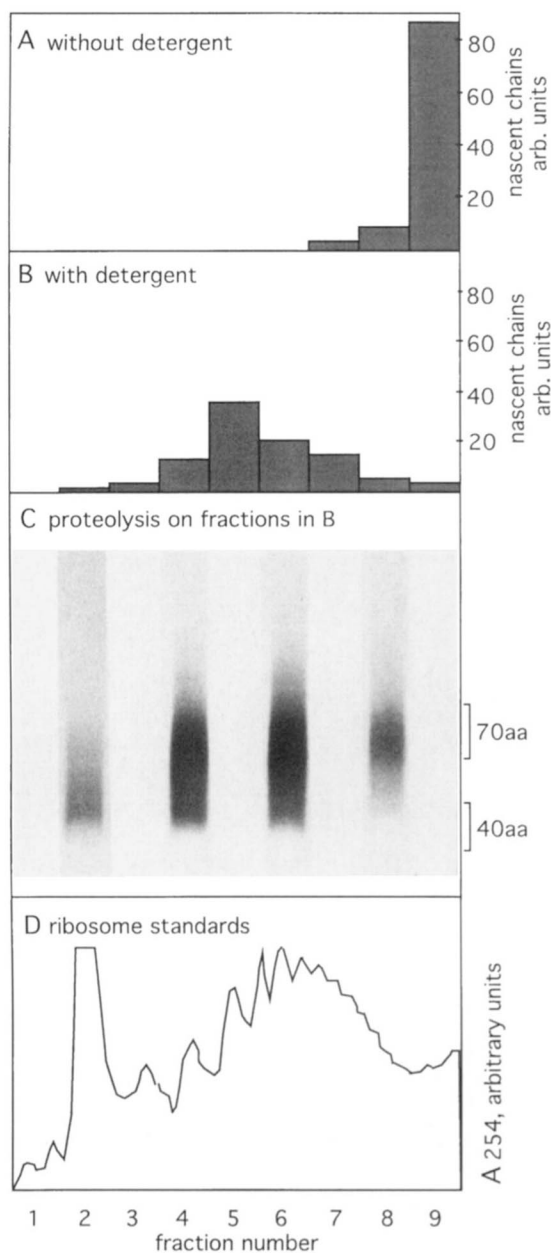 A without detergent
80
60
40
20
nascent chains
arb. units
B with detergent
80
60
40
20
nascent chains
arb. units
C proteolysis on fractions in B
70aa
40aa
D ribosome standards
A 254, arbitrary units
1 2 3 4 5 6 7 8 9
fraction number